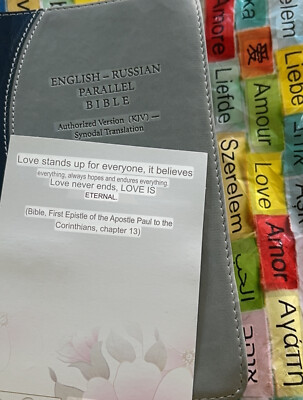 ENGLISH – RUSSIAN
PARALLEL
BIBLE
Authorized Version (KJV) —
Synodal Translation
Love stands up for everyone, it believes
everything, always hopes and endures everything.
Love never ends, LOVE IS
ETERNAL.
(Bible, First Epistle of the Apostle Paul to the
Corinthians, chapter 13)
Amore
Liefde
Szerelem
爱
Amour
Love
Amor
Αγάπη
Liebe